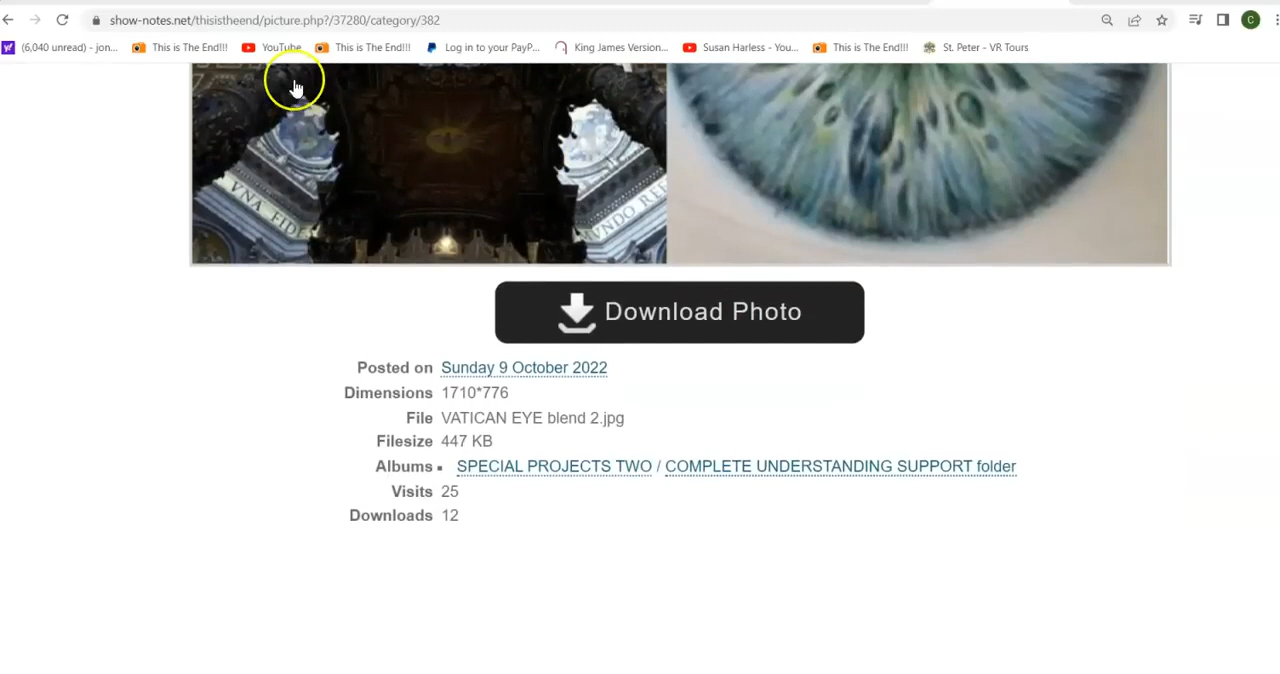 show-notes.net/thisistheend/picture.php?/37280/category/382
C
(6,040 unread) - jon... This is The End!!! YouTube This is The End!!! Log in to your PayP... King James Version... Susan Harless - You... This is The End!!! St. Peter - VR Tours
VNA FIDE
MVNDO REF
Download Photo
Posted on Sunday 9 October 2022
Dimensions 1710*776
File VATICAN EYE blend 2.jpg
Filesize 447 KB
Albums ▪ SPECIAL PROJECTS TWO / COMPLETE UNDERSTANDING SUPPORT folder
Visits 25
Downloads 12